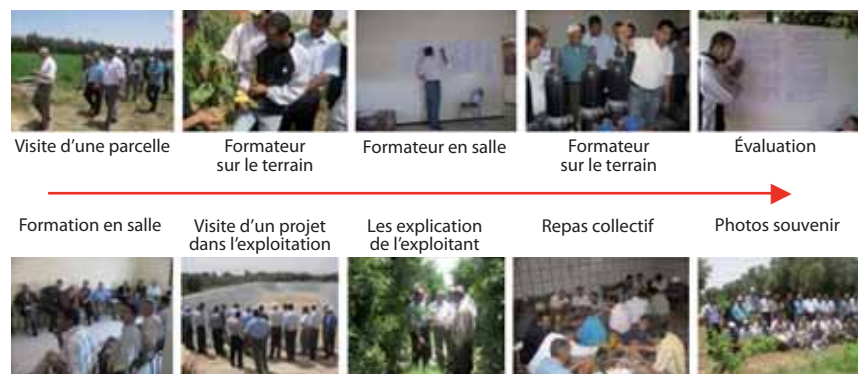 Visite d'une parcelle
Formateur
sur le terrain
Formateur en salle
Formateur
sur le terrain
Évaluation
Formation en salle
Visite d'un projet
dans l'exploitation
Les explication
de l'exploitant
Repas collectif
Photos souvenir